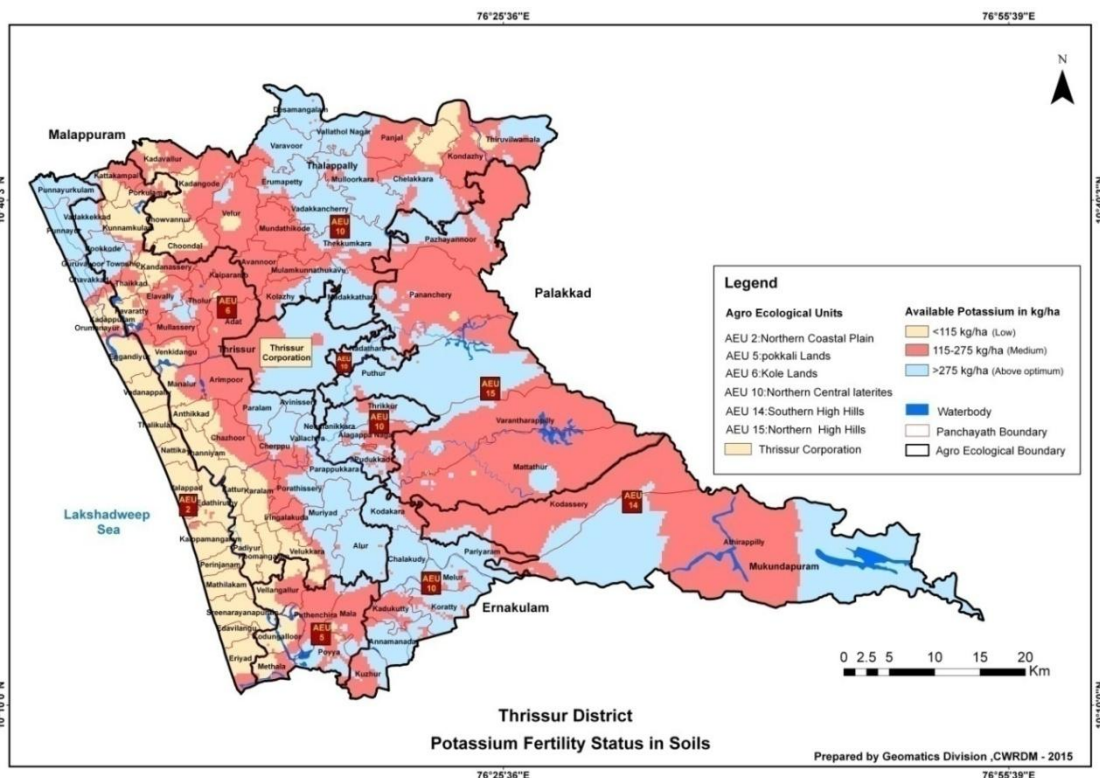 76°25'36"E
76°55'39"E
N
Malappuram
Desamangalam
Vallathol Nagar
Varavoor
Panjal
Thiruvilwamala
Kondazhy
Kadavallur
Thalappally
Mulloorkara
Chelakkara
Kattakampal
Kadangode
Erumapetty
Punnayurkulam
Porkulam
Vadakkekkad
Chowvannur
Velur
Vadakkancherry
AEU
10
Punnayur
Kunnamkulam
Mundathikode
Thekkumkara
Pazhayannoor
Choondal
Pookkode
Guruvayoor Township
Kandanassery
Avannoor
Mulamkunnathukavu
Chavakkad
Thaikkad
Kaiparamb
Elavally
Tholur
Kolazhy
Madakkathara
Pananchery
Palakkad
Pavaratty
AEU
6
Adat
Kadappuram
Orumanayur
Mullassery
Engandiyur
Venkidangu
Thrissur
Thrissur
Corporation
Nadathara
AEU
10
Puthur
AEU
15
Vadanappaly
Manalur
Arimpoor
Anthikkad
Paralam
Avinissery
Thrikkur
Varantharappilly
Thalikulam
AEU
10
Nattika
Thanniyam
Chazhoor
Cherppu
Vallachira
Nenmanikkara
Alagappa Nagar
Pudukkad
Mattathur
Parappukkara
Valappad
Kattur
Karalam
Porathissery
AEU
2
Edathiruthy
Iringalakuda
Muriyad
Kodakara
Kodassery
AEU
14
Lakshadweep
Sea
Kaipamangalam
Padiyur
Poomangalam
Velukkara
Alur
Chalakudy
Pariyaram
Athirappilly
Perinjanam
Mukundapuram
Mathilakam
Vellangallur
AEU
10
Melur
Sreenarayanapuram
Puthenchira
Mala
Kadukutty
Koratty
Ernakulam
Edavilangu
Kodungalloor
AEU
5
Annamanada
Eriyad
Methala
Poyya
Kuzhur
Legend
Agro Ecological Units
AEU 2:Northern Coastal Plain
AEU 5:pokkali Lands
AEU 6:Kole Lands
AEU 10:Northern Central laterites
AEU 14:Southern High Hills
AEU 15:Northern High Hills
Thrissur Corporation
Available Potassium in kg/ha
<115 kg/ha (Low)
115-275 kg/ha (Medium)
>275 kg/ha (Above optimum)
Waterbody
Panchayath Boundary
Agro Ecological Boundary
0 2.5 5 10 15 20
Km
Thrissur District
Potassium Fertility Status in Soils
Prepared by Geomatics Division ,CWRDM - 2015
76°25'36"E
76°55'39"E